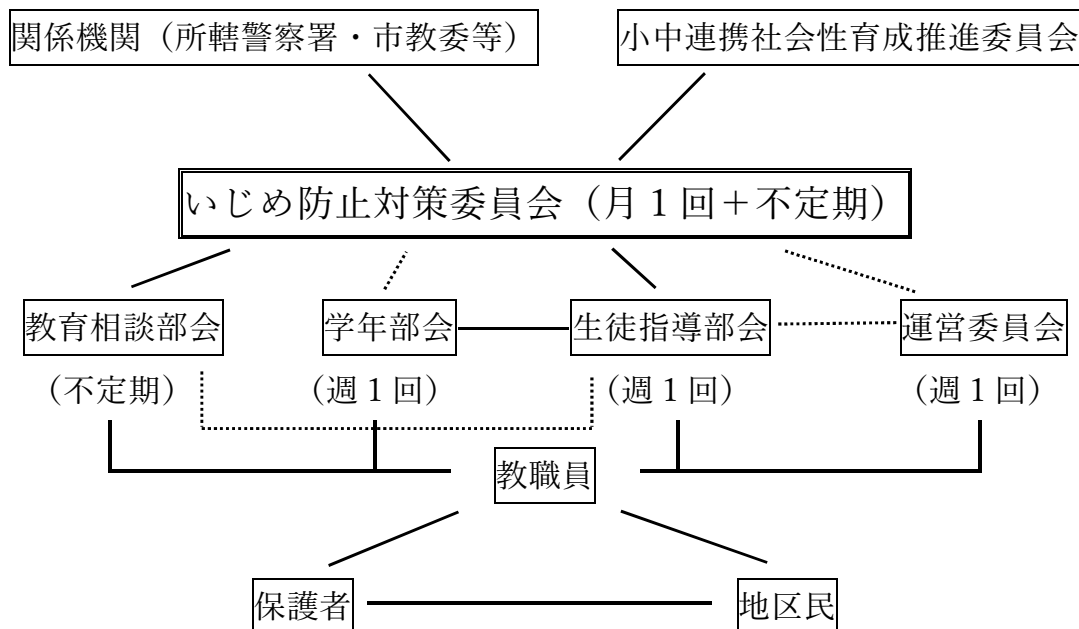 関係機関（所轄警察署・市教委等）
小中連携社会性育成推進委員会
いじめ防止対策委員会（月１回＋不定期）
教育相談部会
学年部会
生徒指導部会
運営委員会
（不定期）
（週１回）
（週１回）
（週１回）
教職員
保護者
地区民